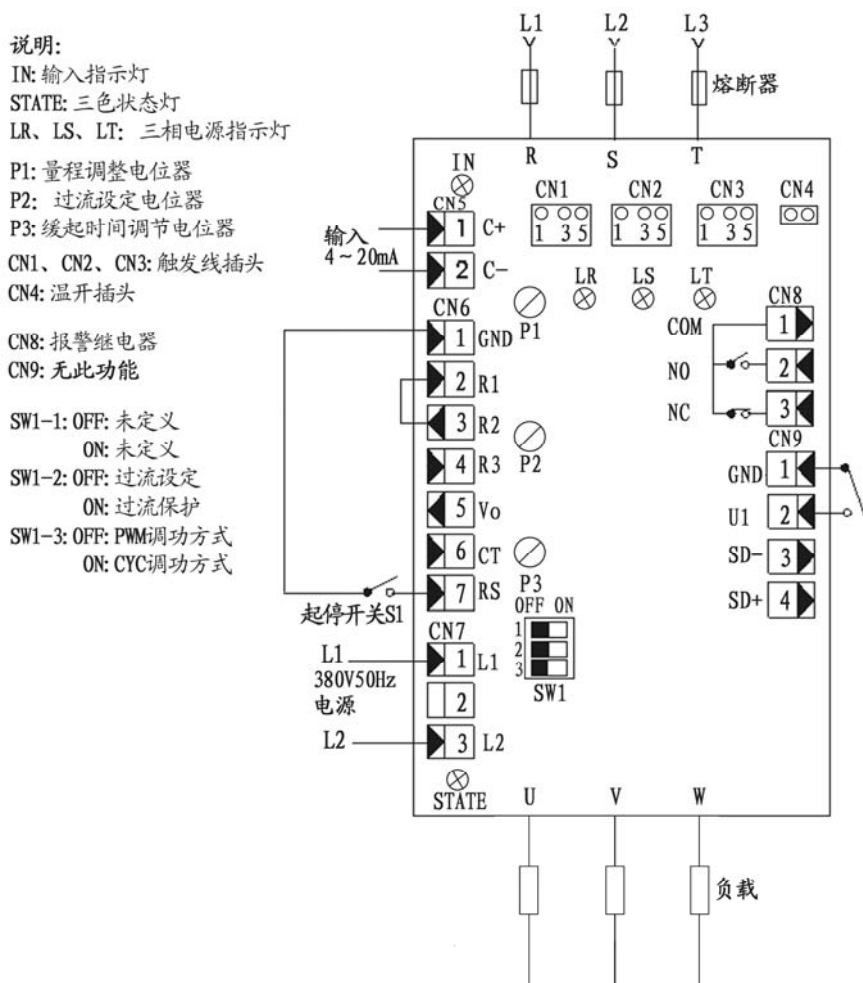 说明:
IN: 输入指示灯
STATE: 三色状态灯
LR、LS、LT: 三相电源指示灯
P1: 量程调整电位器
P2: 过流设定电位器
P3: 缓起时间调节电位器
CN1、CN2、CN3: 触发线插头
CN4: 温开插头
CN8: 报警继电器
CN9: 无此功能
SW1-1: OFF: 未定义
ON: 未定义
SW1-2: OFF: 过流设定
ON: 过流保护
SW1-3: OFF: PWM调功方式
ON: CYC调功方式
L1 L2 L3
熔断器
R S T
IN
CN1 CN2 CN3 CN4
1 3 5 1 3 5 1 3 5
CN5
1 C+
2 C-
输入
4～20mA
LR LS LT
P1
CN6
1 GND
2 R1
3 R2
4 R3
5 Vo
6 CT
7 RS
P2
P3
起停开关S1
CN8
COM 1
NO 2
NC 3
CN9
GND 1
U1 2
SD- 3
SD+ 4
OFF ON
1
2
3
SW1
CN7
L1 1 L1
380V50Hz
电源
2
L2 3 L2
STATE
U V W
负载